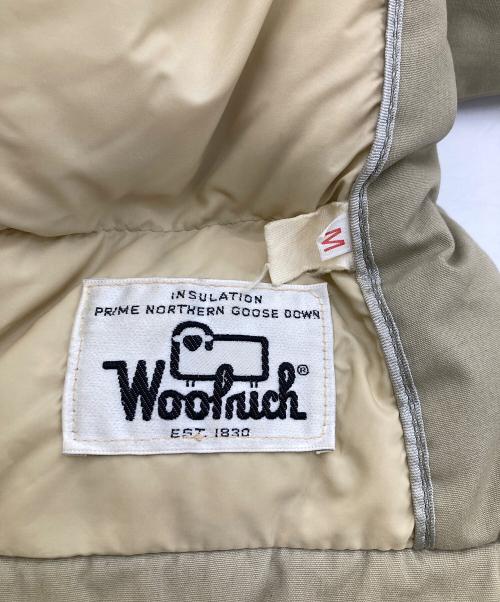 M
INSULATION
PRIME NORTHERN GOOSE DOWN
Woolrich®
EST. 1830